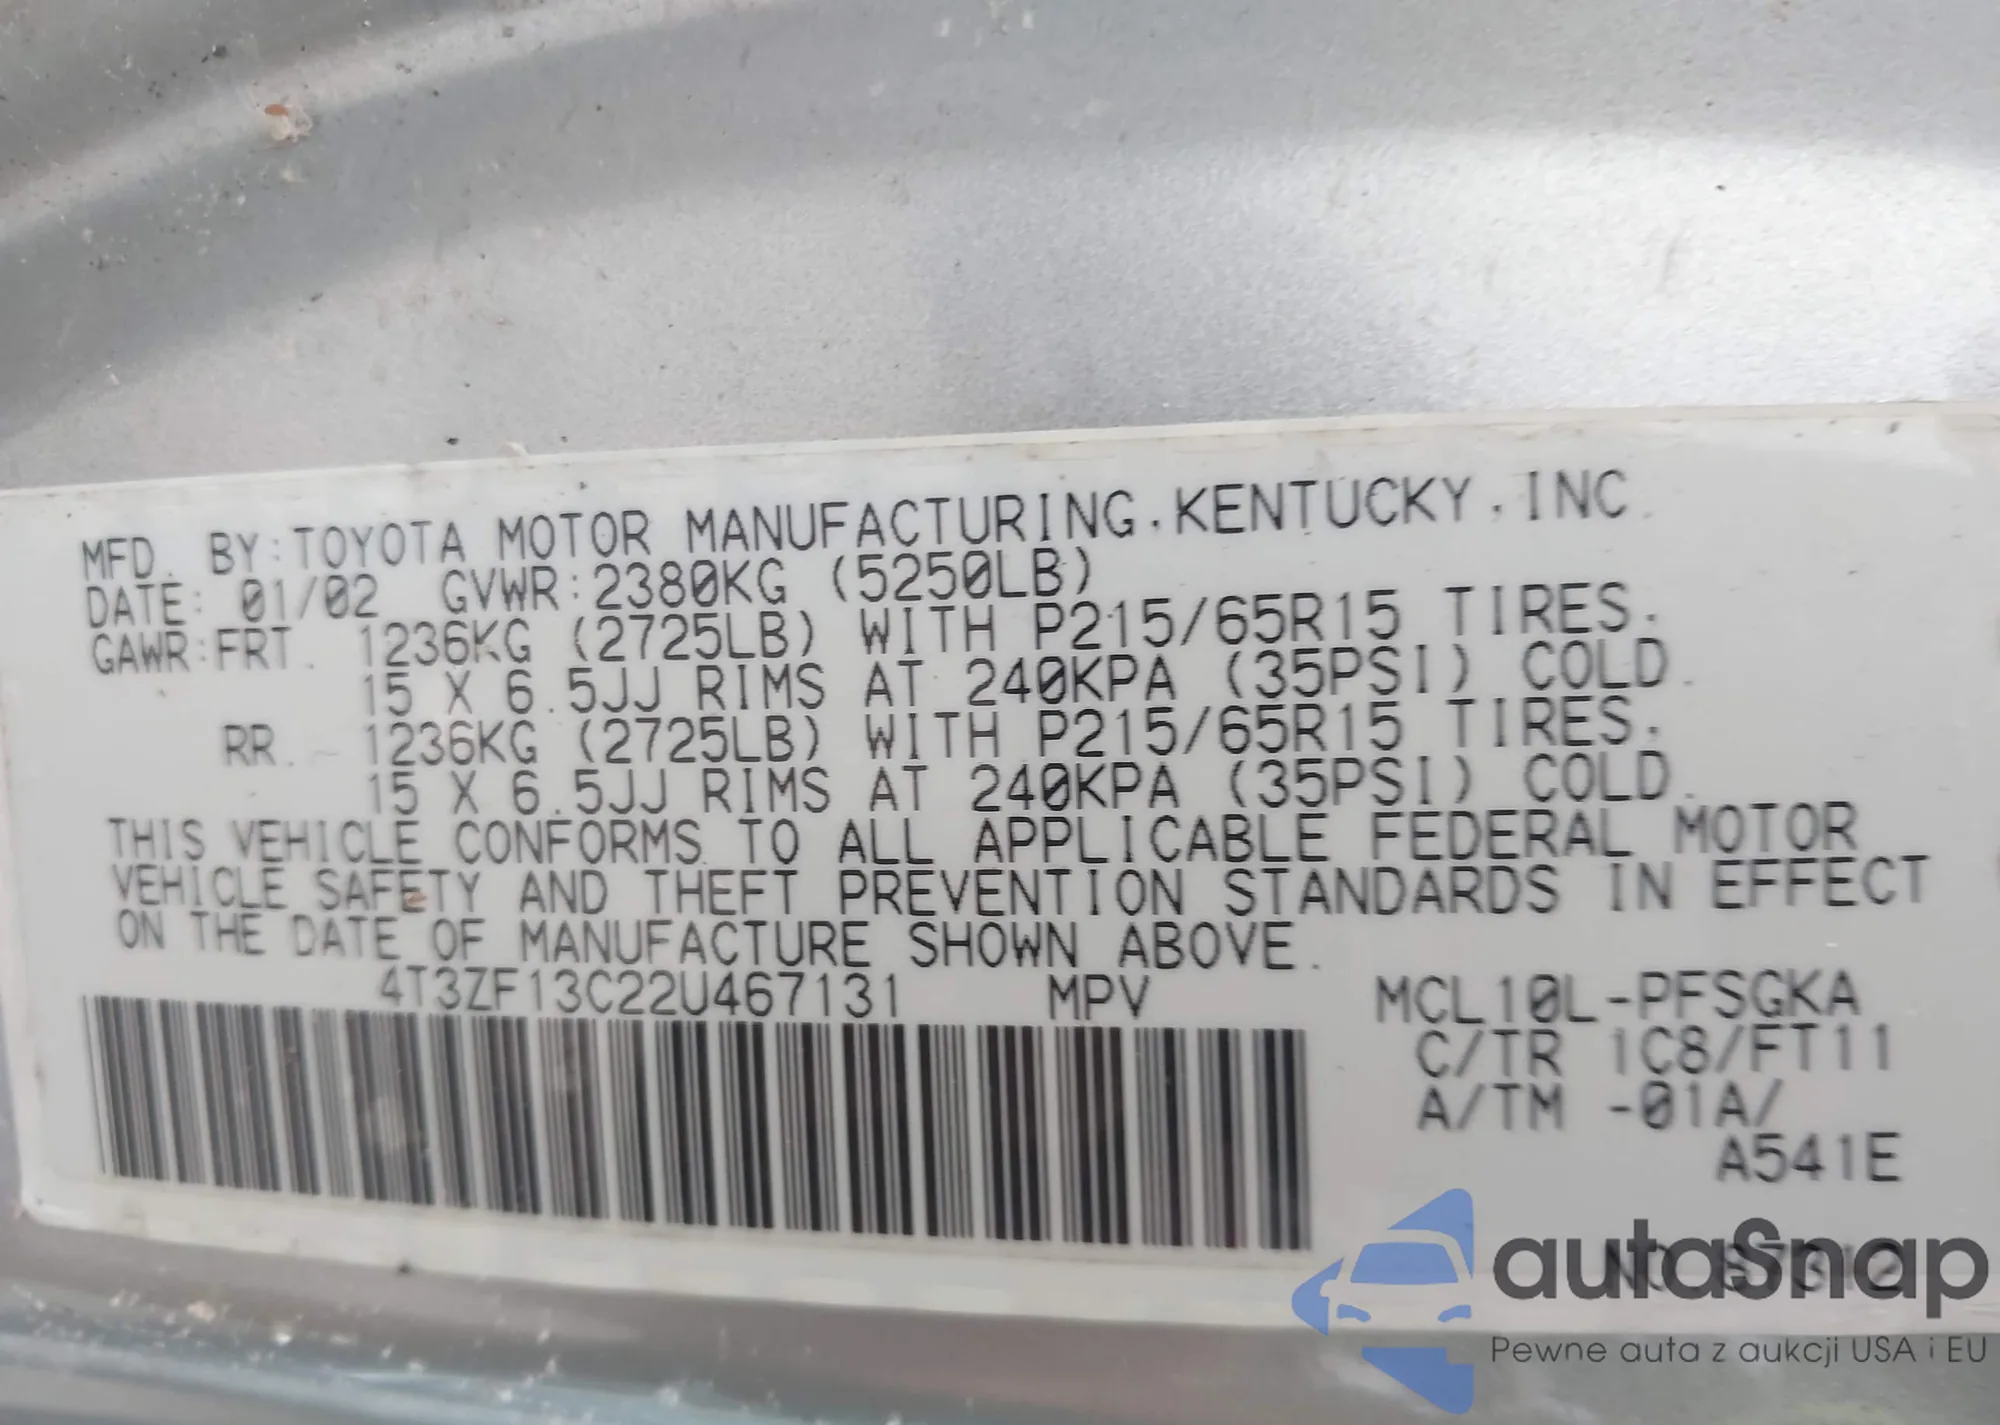 MFD. BY:TOYOTA MOTOR MANUFACTURING.KENTUCKY,INC.
DATE: 01/02 GVWR:2380KG (5250LB)
GAWR:FRT. 1236KG (2725LB) WITH P215/65R15 TIRES.
15 X 6.5JJ RIMS AT 240KPA (35PSI) COLD.
RR. 1236KG (2725LB) WITH P215/65R15 TIRES.
15 X 6.5JJ RIMS AT 240KPA (35PSI) COLD.
THIS VEHICLE CONFORMS TO ALL APPLICABLE FEDERAL MOTOR
VEHICLE SAFETY AND THEFT PREVENTION STANDARDS IN EFFECT
ON THE DATE OF MANUFACTURE SHOWN ABOVE.
4T3ZF13C22U467131 MPV MCL10L-PFSGKA
C/TR 1C8/FT11
A/TM -01A/
A541E
autoSnap
Pewne auta z aukcji USA i EU